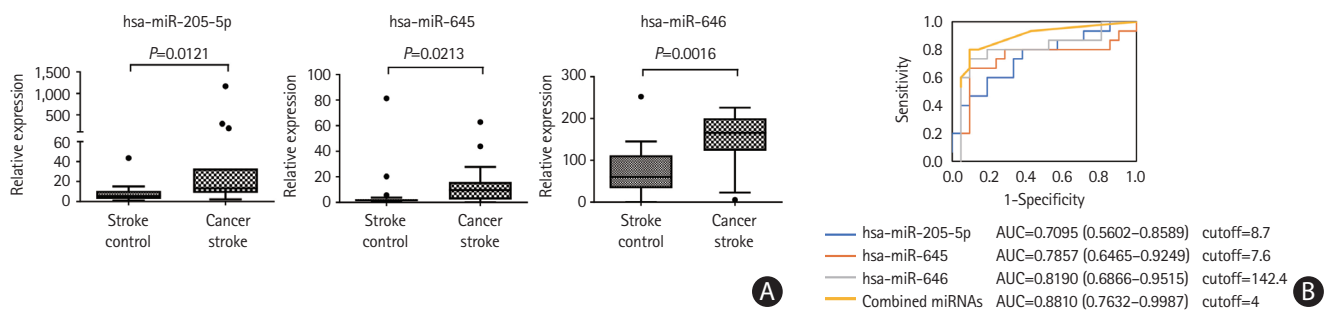 hsa-miR-205-5p
P=0.0121
Relative expression
1,500
1,000
500
60
40
20
0
Stroke control
Cancer stroke
hsa-miR-645
P=0.0213
Relative expression
100
80
60
40
20
0
Stroke control
Cancer stroke
hsa-miR-646
P=0.0016
Relative expression
300
200
100
0
Stroke control
Cancer stroke
A
Sensitivity
1.0
0.8
0.6
0.4
0.2
0.0
0.0 0.2 0.4 0.6 0.8 1.0
1-Specificity
hsa-miR-205-5p AUC=0.7095 (0.5602–0.8589) cutoff=8.7
hsa-miR-645 AUC=0.7857 (0.6465–0.9249) cutoff=7.6
hsa-miR-646 AUC=0.8190 (0.6866–0.9515) cutoff=142.4
Combined miRNAs AUC=0.8810 (0.7632–0.9987) cutoff=4
B